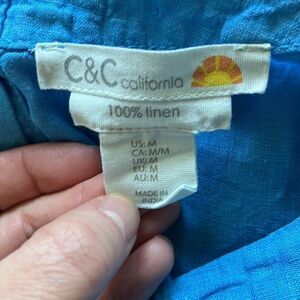 C&C california
100% linen
US: M
CA: M/M
UK: M
EU: M
AU: M
MADE IN
INDIA